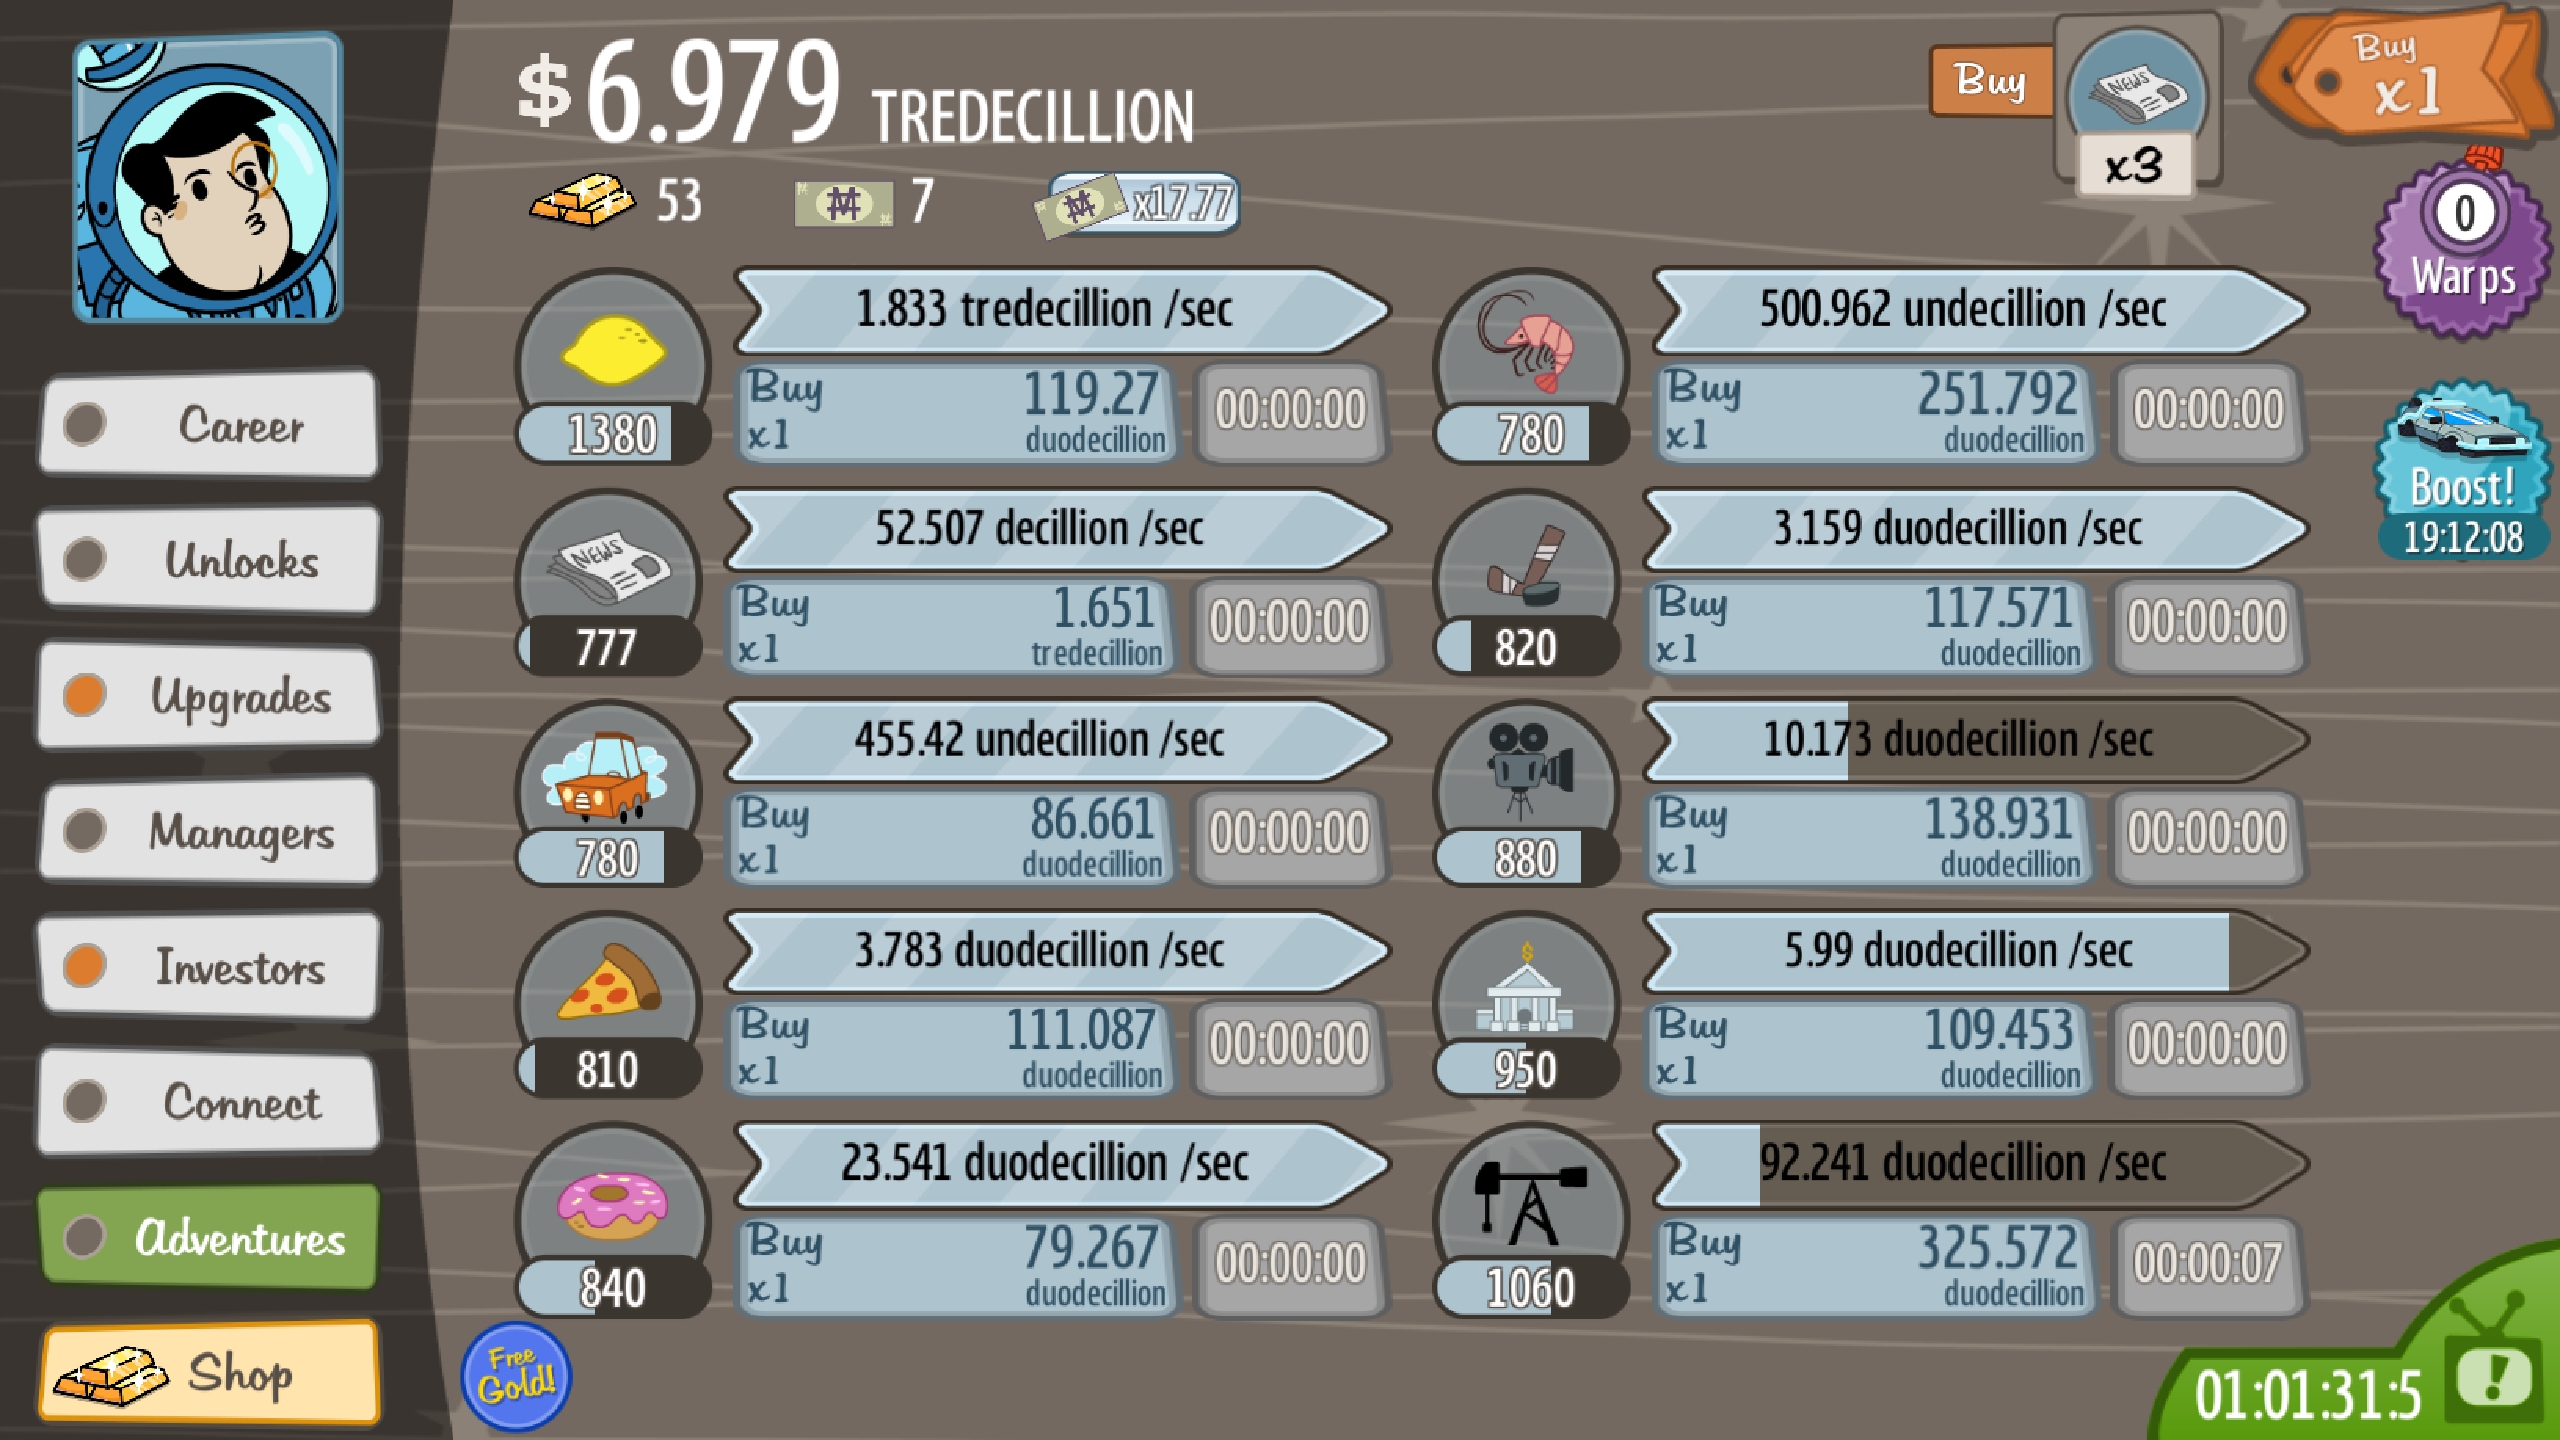 $6.979 TREDECILLION
53
7
x17.77
Buy
NEWS
x3
Buy
x1
0
Warps
Boost!
19:12:08
Career
Unlocks
Upgrades
Managers
Investors
Connect
Adventures
Shop
Free
Gold!
1380
1.833 tredecillion /sec
Buy
x1
119.27
duodecillion
00:00:00
780
500.962 undecillion /sec
Buy
x1
251.792
duodecillion
00:00:00
NEWS
777
52.507 decillion /sec
Buy
x1
1.651
tredecillion
00:00:00
820
3.159 duodecillion /sec
Buy
x1
117.571
duodecillion
00:00:00
780
455.42 undecillion /sec
Buy
x1
86.661
duodecillion
00:00:00
880
10.173 duodecillion /sec
Buy
x1
138.931
duodecillion
00:00:00
810
3.783 duodecillion /sec
Buy
x1
111.087
duodecillion
00:00:00
$
950
5.99 duodecillion /sec
Buy
x1
109.453
duodecillion
00:00:00
840
23.541 duodecillion /sec
Buy
x1
79.267
duodecillion
00:00:00
1060
92.241 duodecillion /sec
Buy
x1
325.572
duodecillion
00:00:07
01:01:31:5
!